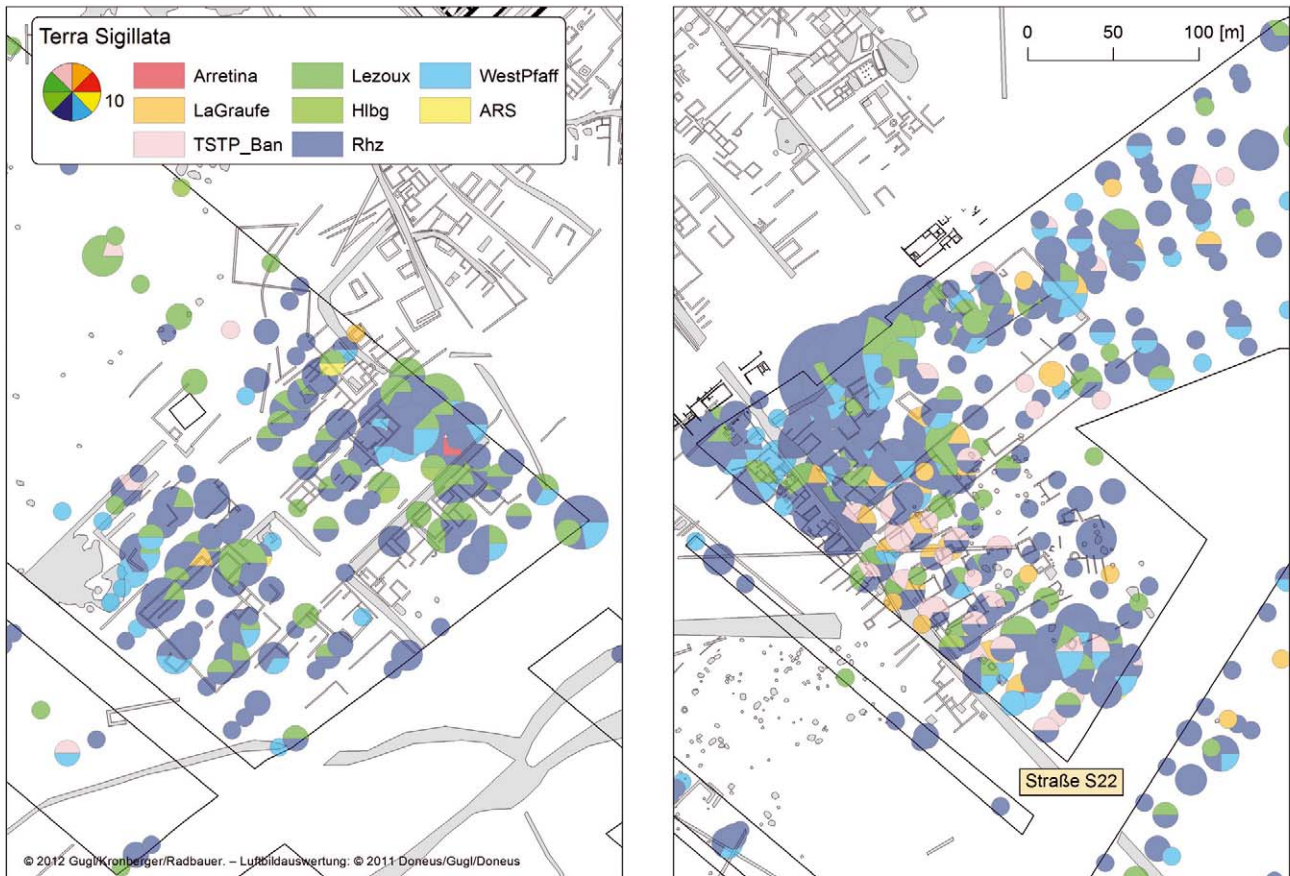 Terra Sigillata
10
Arretina
LaGraufe
TSTP_Ban
Lezoux
Hlbg
Rhz
WestPfaff
ARS
© 2012 Gugl/Kronberger/Radbauer. – Luftbildauswertung: © 2011 Doneus/Gugl/Doneus
0 50 100 [m]
Straße S22